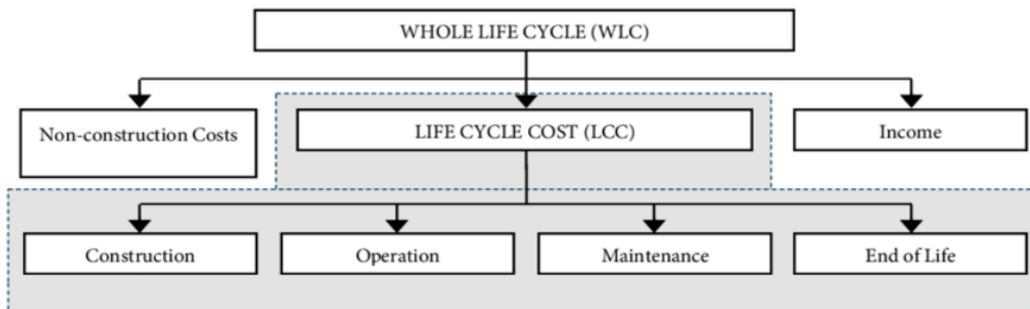 WHOLE LIFE CYCLE (WLC)
Non-construction Costs
LIFE CYCLE COST (LCC)
Income
Construction
Operation
Maintenance
End of Life